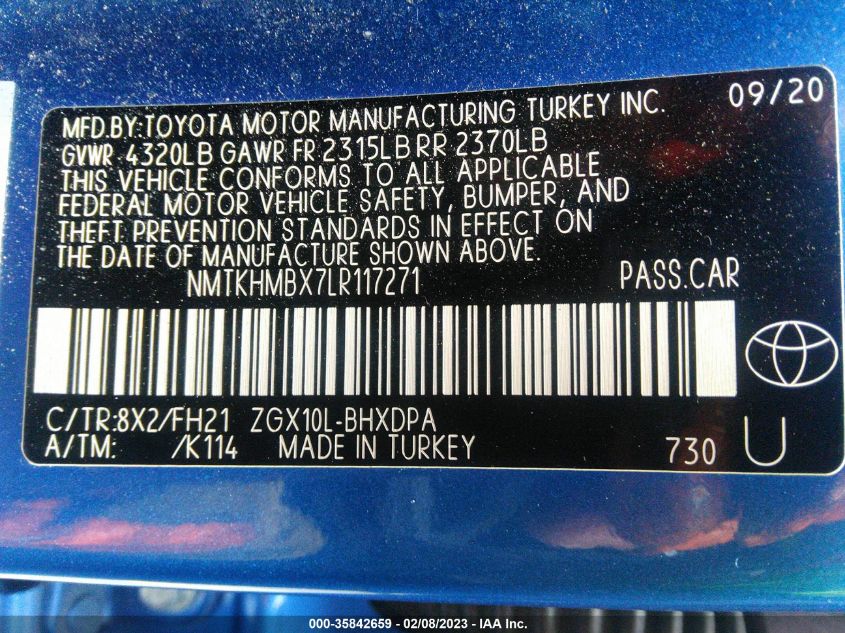 MFD.BY:TOYOTA MOTOR MANUFACTURING TURKEY INC. 09/20
GVWR 4320LB GAWR FR 2315LB RR 2370LB
THIS VEHICLE CONFORMS TO ALL APPLICABLE
FEDERAL MOTOR VEHICLE SAFETY, BUMPER, AND
THEFT PREVENTION STANDARDS IN EFFECT ON
THE DATE OF MANUFACTURE SHOWN ABOVE.
NMTKHMBX7LR117271 PASS.CAR
C/TR:8X2/FH21 ZGX10L-BHXDPA
A/TM: /K114 MADE IN TURKEY 730 U
000-35842659 - 02/08/2023 - © IAA Inc.